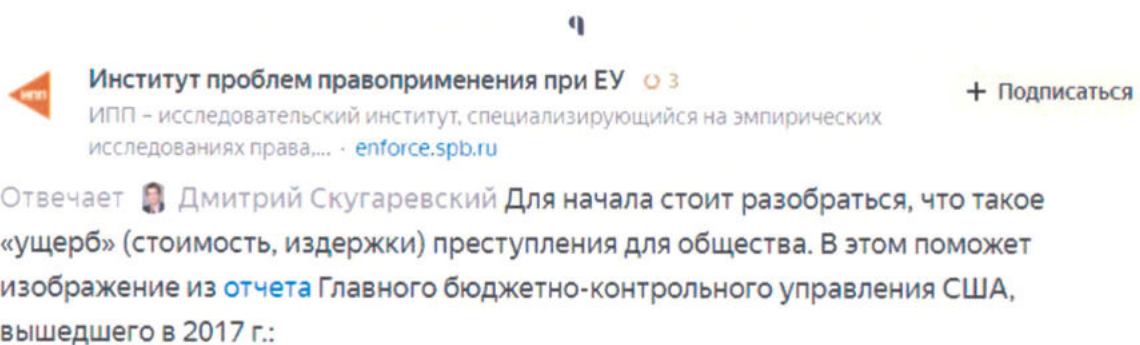 Институт проблем правоприменения при ЕУ 3
+ Подписаться
ИПП
ИПП – исследовательский институт, специализирующийся на эмпирических
исследованиях права,... · enforce.spb.ru
Отвечает Дмитрий Скугаревский Для начала стоит разобраться, что такое
«ущерб» (стоимость, издержки) преступления для общества. В этом поможет
изображение из отчета Главного бюджетно-контрольного управления США,
вышедшего в 2017 г.: